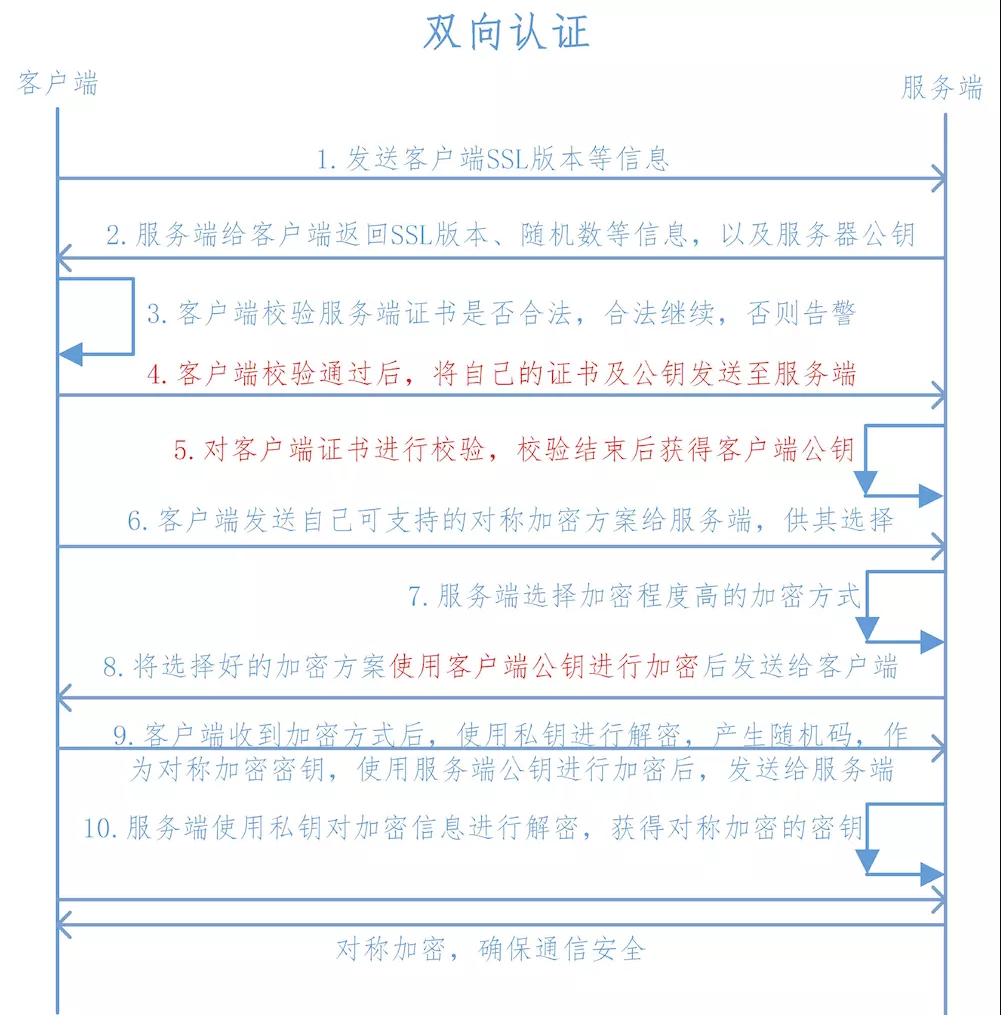 双向认证
客户端
服务端
1.发送客户端SSL版本等信息
2.服务端给客户端返回SSL版本、随机数等信息，以及服务器公钥
3.客户端校验服务端证书是否合法，合法继续，否则告警
4.客户端校验通过后，将自己的证书及公钥发送至服务端
5.对客户端证书进行校验，校验结束后获得客户端公钥
6.客户端发送自己可支持的对称加密方案给服务端，供其选择
7.服务端选择加密程度高的加密方式
8.将选择好的加密方案使用客户端公钥进行加密后发送给客户端
9.客户端收到加密方式后，使用私钥进行解密，产生随机码，作
为对称加密密钥，使用服务端公钥进行加密后，发送给服务端
10.服务端使用私钥对加密信息进行解密，获得对称加密的密钥
对称加密，确保通信安全